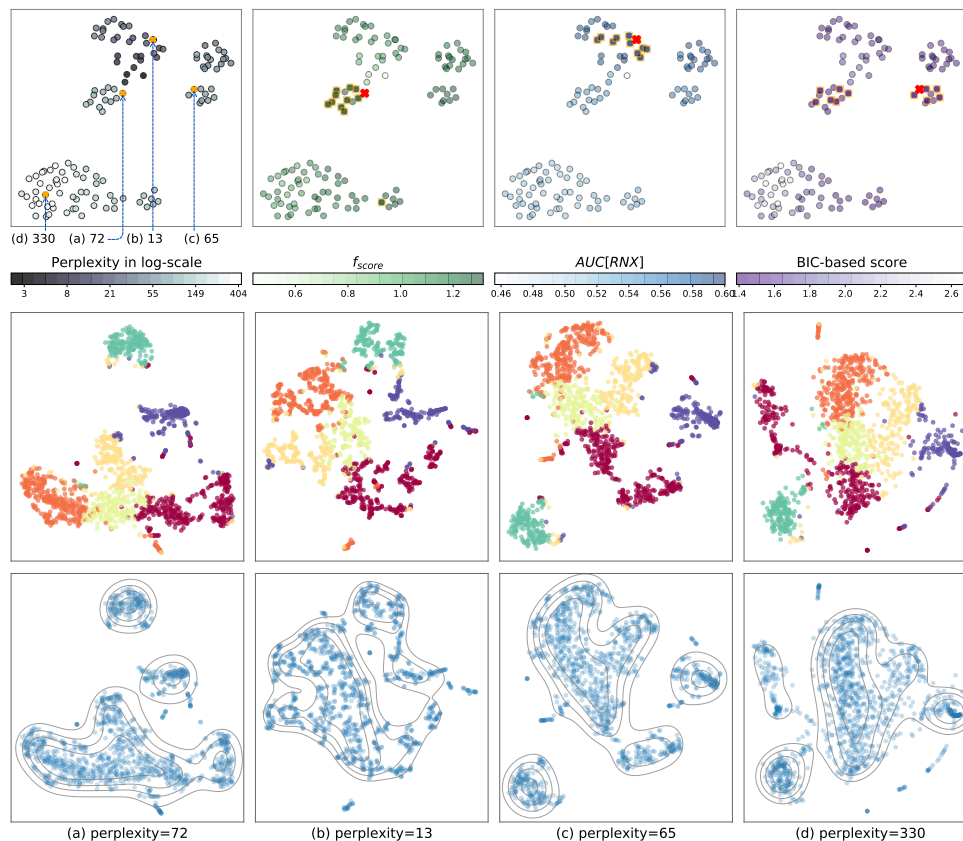 (d) 330 (a) 72 (b) 13 (c) 65
Perplexity in log-scale
3 8 21 55 149 404
f_score
0.6 0.8 1.0 1.2
AUC[RNX]
0.46 0.48 0.50 0.52 0.54 0.56 0.58 0.60
BIC-based score
1.4 1.6 1.8 2.0 2.2 2.4 2.6
(a) perplexity=72
(b) perplexity=13
(c) perplexity=65
(d) perplexity=330